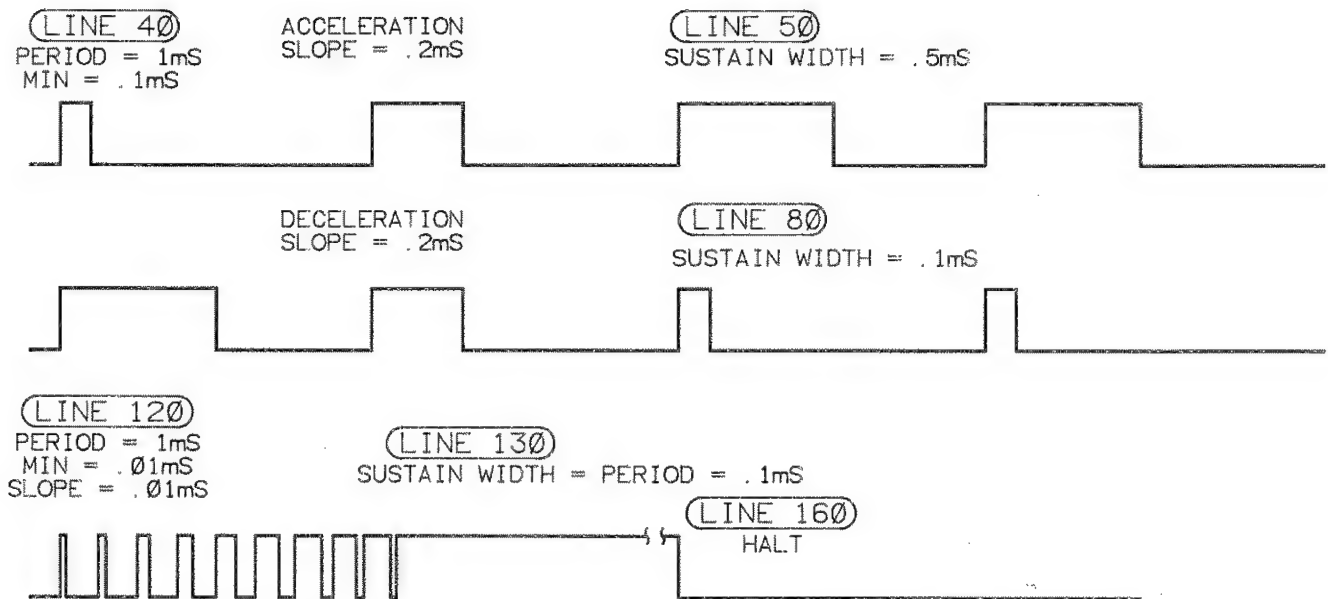 LINE 40
PERIOD = 1mS
MIN = .1mS
ACCELERATION
SLOPE = .2mS
LINE 50
SUSTAIN WIDTH = .5mS
DECELERATION
SLOPE = .2mS
LINE 80
SUSTAIN WIDTH = .1mS
LINE 120
PERIOD = 1mS
MIN = .01mS
SLOPE = .01mS
LINE 130
SUSTAIN WIDTH = PERIOD = .1mS
LINE 160
HALT